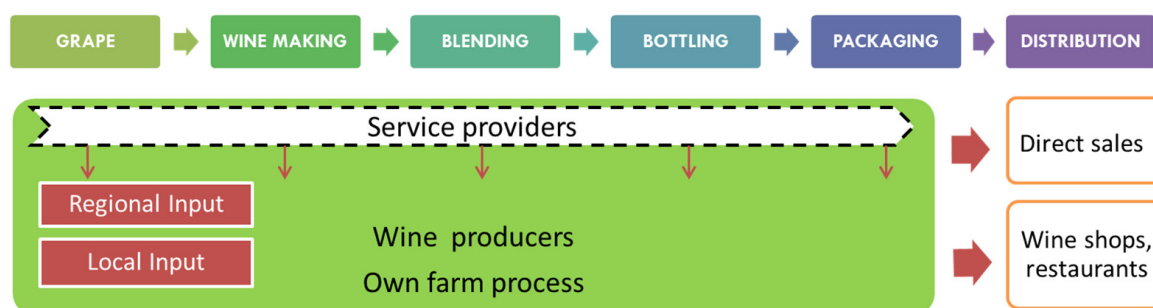 GRAPE
WINE MAKING
BLENDING
BOTTLING
PACKAGING
DISTRIBUTION
Service providers
Direct sales
Regional Input
Local Input
Wine producers
Own farm process
Wine shops,
restaurants